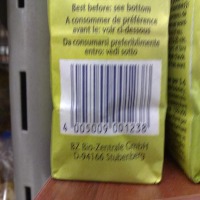 Best before: see bottom
A consommer de préférence
avant le: voir ci-dessous
Da consumarsi preferibilmente
entro: vedi sotto
4 005009 001238
BZ Bio-Zentrale GmbH
D-94166 Stubenberg